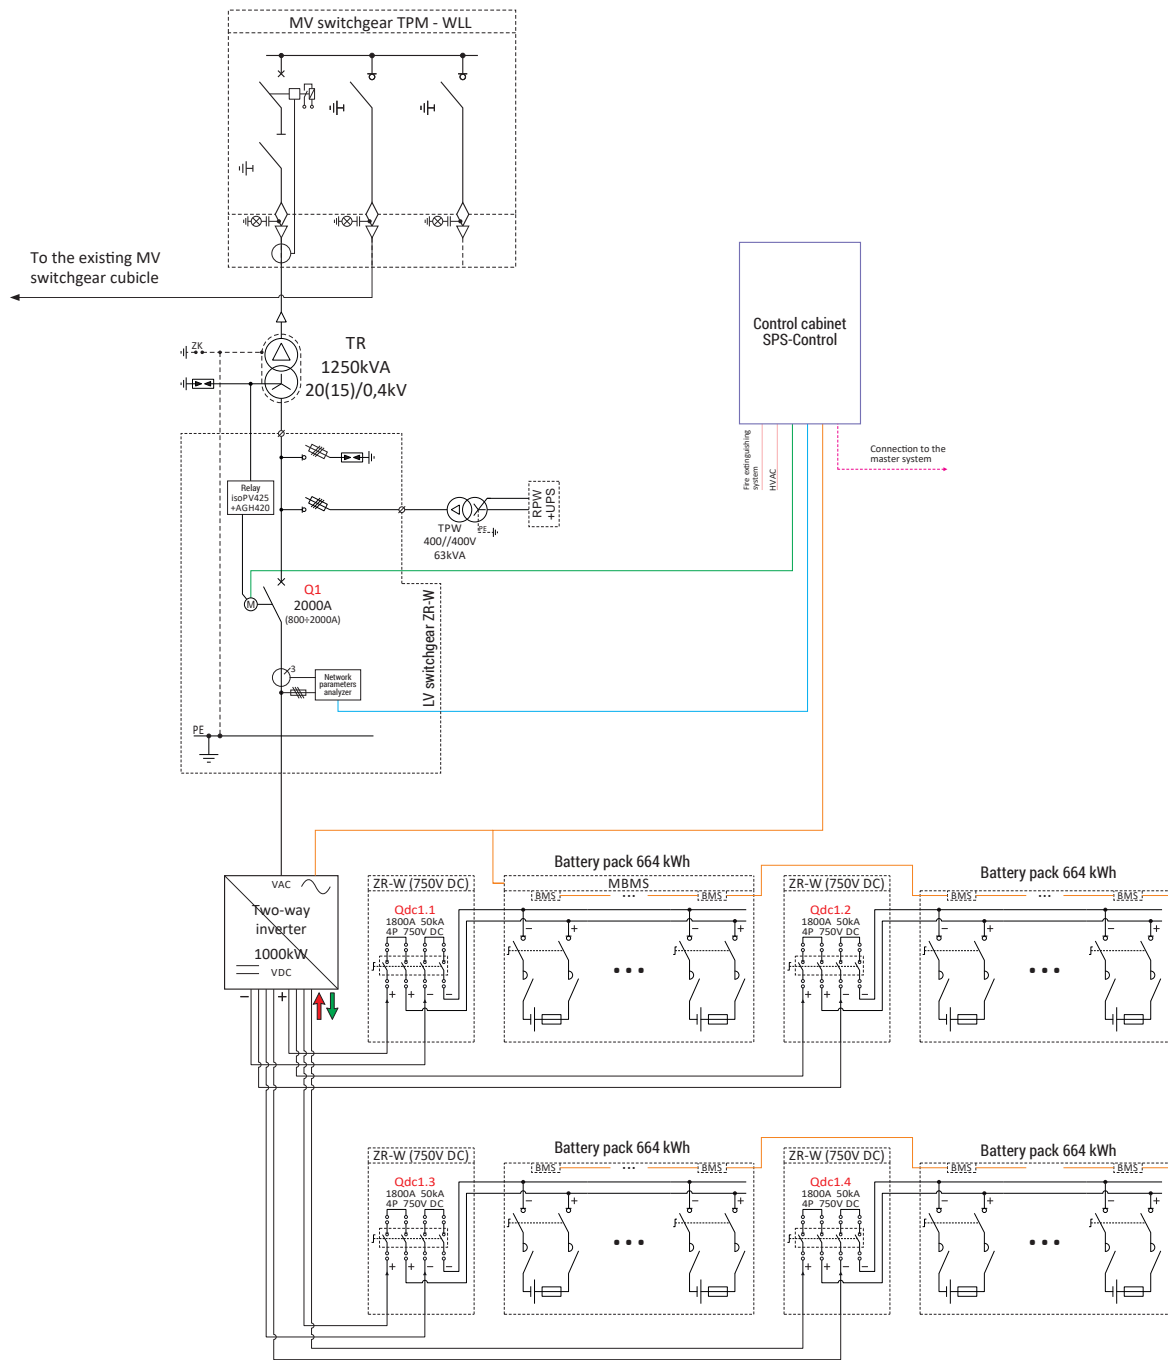 MV switchgear TPM - WLL
To the existing MV
switchgear cubicle
ZK
TR
1250kVA
20(15)/0,4kV
Control cabinet
SPS-Control
Fire extinguishing
system
HVAC
Connection to the
master system
Relay
isoPV425
+AGH420
TPW
400//400V
63kVA
PE
RPW
+UPS
M
Q1
2000A
(800÷2000A)
LV switchgear ZR-W
3
Network
parameters
analyzer
PE
VAC
Two-way
inverter
1000kW
VDC
− +
ZR-W (750V DC)
Qdc1.1
1800A 50kA
4P 750V DC
+ + − −
Battery pack 664 kWh
MBMS
BMS ... BMS
− + − +
ZR-W (750V DC)
Qdc1.2
1800A 50kA
4P 750V DC
+ + − −
Battery pack 664 kWh
BMS ... BMS
− + − +
ZR-W (750V DC)
Qdc1.3
1800A 50kA
4P 750V DC
+ + − −
Battery pack 664 kWh
BMS ... BMS
− + − +
ZR-W (750V DC)
Qdc1.4
1800A 50kA
4P 750V DC
+ + − −
Battery pack 664 kWh
BMS ... BMS
− + − +